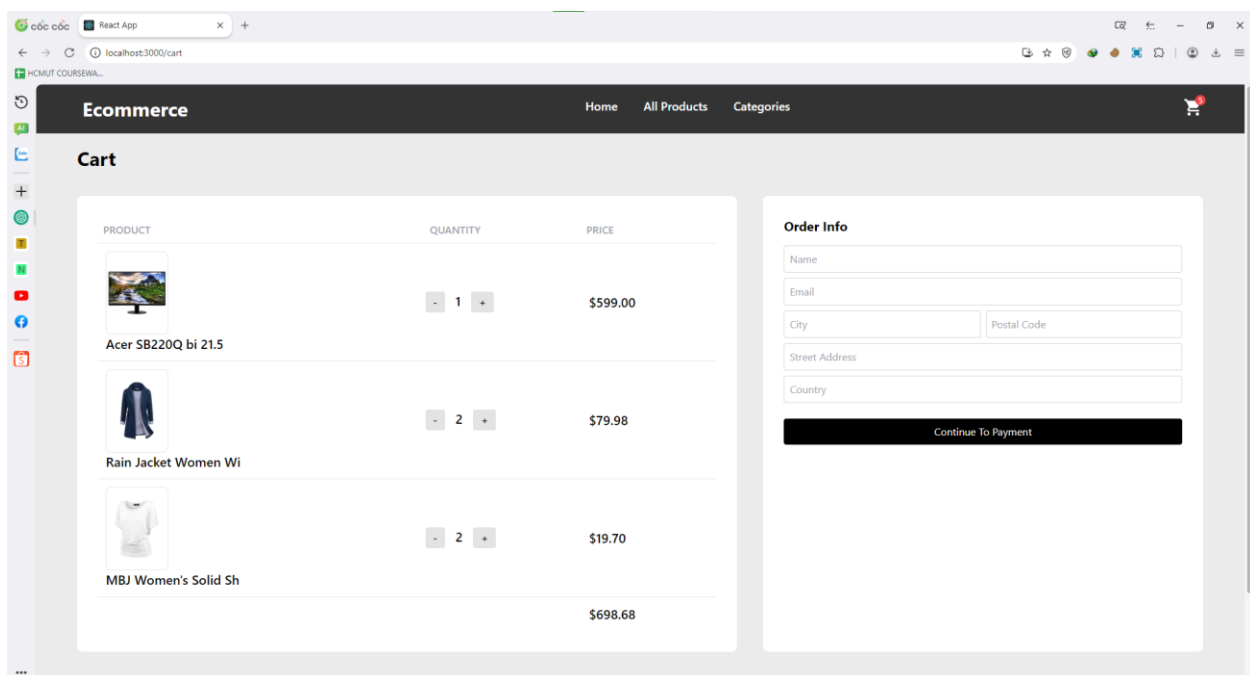 cốc cốc
React App
localhost:3000/cart
HCMUT COURSEWA...
Ecommerce
Home
All Products
Categories
5
Cart
PRODUCT
QUANTITY
PRICE
- 1 +
$599.00
Acer SB220Q bi 21.5
- 2 +
$79.98
Rain Jacket Women Wi
- 2 +
$19.70
MBJ Women's Solid Sh
$698.68
Order Info
Name
Email
City
Postal Code
Street Address
Country
Continue To Payment
AI
T
N
S